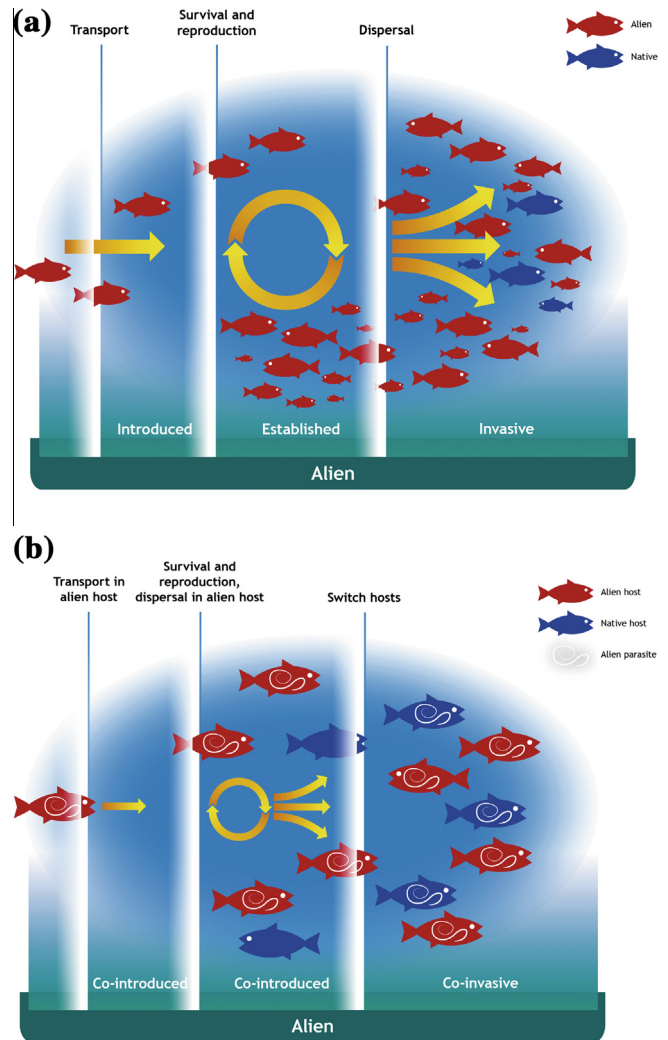 (a)
Transport
Survival and
reproduction
Dispersal
Alien
Native
Introduced
Established
Invasive
Alien
(b)
Transport in
alien host
Survival and
reproduction,
dispersal in alien host
Switch hosts
Alien host
Native host
Alien parasite
Co-introduced
Co-introduced
Co-invasive
Alien